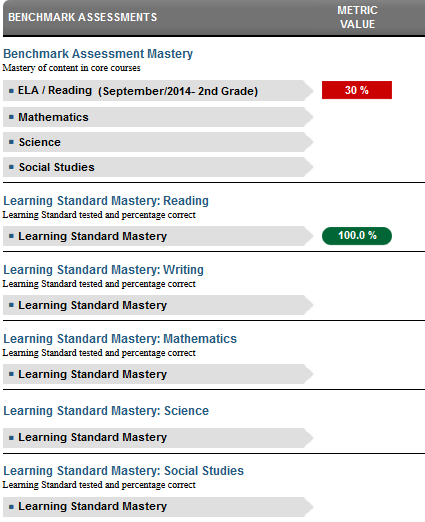 BENCHMARK ASSESSMENTS METRIC VALUE
Benchmark Assessment Mastery
Mastery of content in core courses
ELA / Reading (September/2014- 2nd Grade) 30 %
Mathematics
Science
Social Studies
Learning Standard Mastery: Reading
Learning Standard tested and percentage correct
Learning Standard Mastery 100.0 %
Learning Standard Mastery: Writing
Learning Standard tested and percentage correct
Learning Standard Mastery
Learning Standard Mastery: Mathematics
Learning Standard tested and percentage correct
Learning Standard Mastery
Learning Standard Mastery: Science
Learning Standard Mastery
Learning Standard Mastery: Social Studies
Learning Standard tested and percentage correct
Learning Standard Mastery